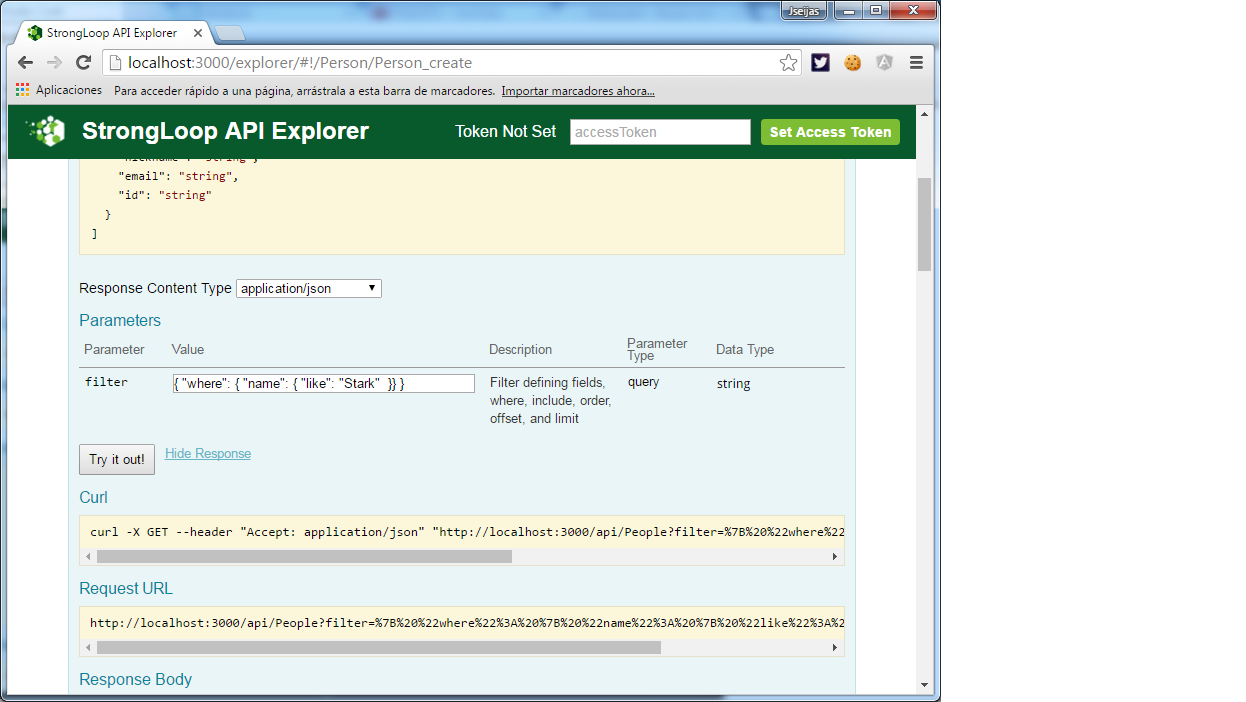 Jseijas
StrongLoop API Explorer
localhost:3000/explorer/#!/Person/Person_create
Aplicaciones Para acceder rápido a una página, arrástrala a esta barra de marcadores. Importar marcadores ahora...
StrongLoop API Explorer Token Not Set accessToken Set Access Token
"email": "string",
"id": "string"
}
]
Response Content Type application/json
Parameters
Parameter Value Description Parameter Type Data Type
filter { "where": { "name": { "like": "Stark" }} } Filter defining fields, where, include, order, offset, and limit query string
Try it out! Hide Response
Curl
curl -X GET --header "Accept: application/json" "http://localhost:3000/api/People?filter=%7B%20%22where%22
Request URL
http://localhost:3000/api/People?filter=%7B%20%22where%22%3A%20%7B%20%22name%22%3A%20%7B%20%22like%22%3A%2
Response Body